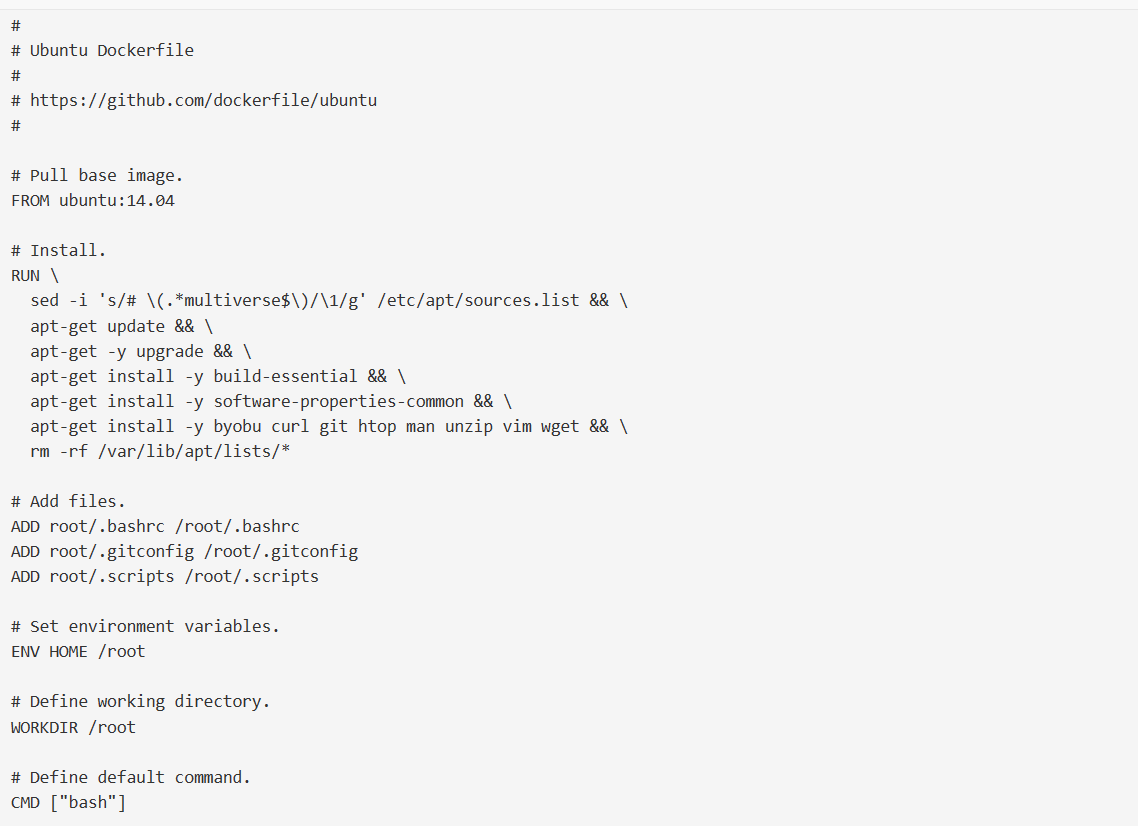 #
# Ubuntu Dockerfile
#
# https://github.com/dockerfile/ubuntu
#
# Pull base image.
FROM ubuntu:14.04
# Install.
RUN \
  sed -i 's/# \(.*multiverse$\)/\1/g' /etc/apt/sources.list && \
  apt-get update && \
  apt-get -y upgrade && \
  apt-get install -y build-essential && \
  apt-get install -y software-properties-common && \
  apt-get install -y byobu curl git htop man unzip vim wget && \
  rm -rf /var/lib/apt/lists/*
# Add files.
ADD root/.bashrc /root/.bashrc
ADD root/.gitconfig /root/.gitconfig
ADD root/.scripts /root/.scripts
# Set environment variables.
ENV HOME /root
# Define working directory.
WORKDIR /root
# Define default command.
CMD ["bash"]